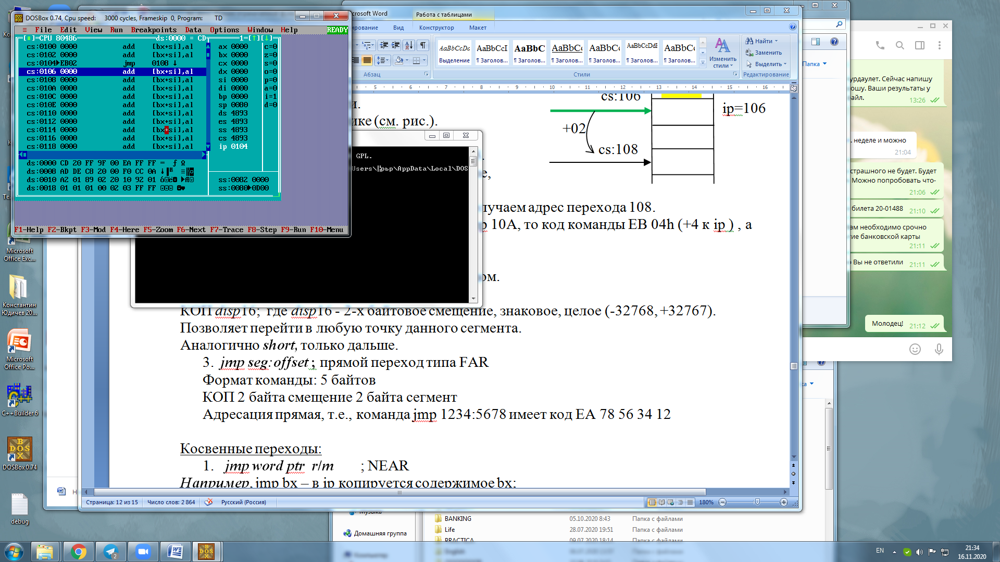 DOSBox 0.74, Cpu speed: 3000 cycles, Frameskip 0, Program: TD
≡ File Edit View Run Breakpoints Data Options Window Help READY
CPU 80486 ds:0000 = CD 1
cs:0100 0000 add [bx+si],al ax 0000 c=0
cs:0102 0000 add [bx+si],al bx 0000 z=0
cs:0104►EB02 jmp 0108 ↓ cx 0000 s=0
cs:0106 0000 add [bx+si],al dx 0000 o=0
cs:0108 0000 add [bx+si],al si 0000 p=0
cs:010A 0000 add [bx+si],al di 0000 a=0
cs:010C 0000 add [bx+si],al bp 0000 i=1
cs:010E 0000 add [bx+si],al sp 0080 d=0
cs:0110 0000 add [bx+si],al ds 4893
cs:0112 0000 add [bx+si],al es 4893
cs:0114 0000 add [bx+si],al ss 4893
cs:0116 0000 add [bx+si],al cs 4893
cs:0118 0000 add [bx+si],al ip 0104
ds:0000 CD 20 FF 9F 00 EA FF FF
ds:0008 AD DE C8 20 00 F0 CC 0A
ds:0010 A2 01 89 02 20 10 92 01 ss:0082 0000
ds:0018 01 01 01 00 02 03 FF FF ss:0080►0D00
F1-Help F2-Bkpt F3-Mod F4-Here F5-Zoom F6-Next F7-Trace F8-Step F9-Run F10-Menu
GPL.
AppData\Local\DOS
crosoft Word
Работа с таблицами
Вид
Конструктор
Макет
AaBbCcDc AaBbCcI AaBbC AaBbC AaBbC AaBbCcDdI AaBbC
Выделение ¶ Заголов... ¶ Заголов... ¶ Заголов... ¶ Заголов... ¶ Заголов... ¶ Заголов...
Изменить стили
Найти
Заменить
Выделить
Абзац
Стили
Редактирование
5 6 7 8 9 10 11 12 13 14 15 16
cs:106
ip=106
ике (см. рис.).
+02
cs:108
лучаем адрес перехода 108.
р 10A, то код команды EB 04h (+4 к ip ) , а
ом.
КОП disp16; где disp16 - 2-х байтовое смещение, знаковое, целое (-32768, +32767).
Позволяет перейти в любую точку данного сегмента.
Аналогично short, только дальше.
3. jmp seg:offset ; прямой переход типа FAR
Формат команды: 5 байтов
КОП 2 байта смещение 2 байта сегмент
Адресация прямая, т.е., команда jmp 1234:5678 имеет код EA 78 56 34 12
Косвенные переходы:
1. jmp word ptr r/m ; NEAR
Например, jmp bx – в ip копируется содержимое bx;
Страница: 12 из 15
Число слов: 2 864
Русский (Россия)
180%
Папка
урдаулет. Сейчас напишу
ошу. Ваши результаты у
айл.
13:26
. неделе и можно
21:04
страшного не будет. Будет
Можно попробовать что-
21:06
билета 20-01488
21:10
ам необходимо срочно
ие банковской карты
21:11
Вы не ответили
21:11
Молодец!
21:12
Microsoft Office Exc...
Константин Юдичев 20...
Microsoft Office Po...
C++Builder 6
DOSBox 0.74
debug
Музыка
Домашняя группа
BANKING 05.10.2020 8:43 Папка с файлами
Life 28.07.2020 19:51 Папка с файлами
PRACTICA 09.07.2020 18:14 Папка с файлами
English
Компьютер
2
EN
21:34
16.11.2020